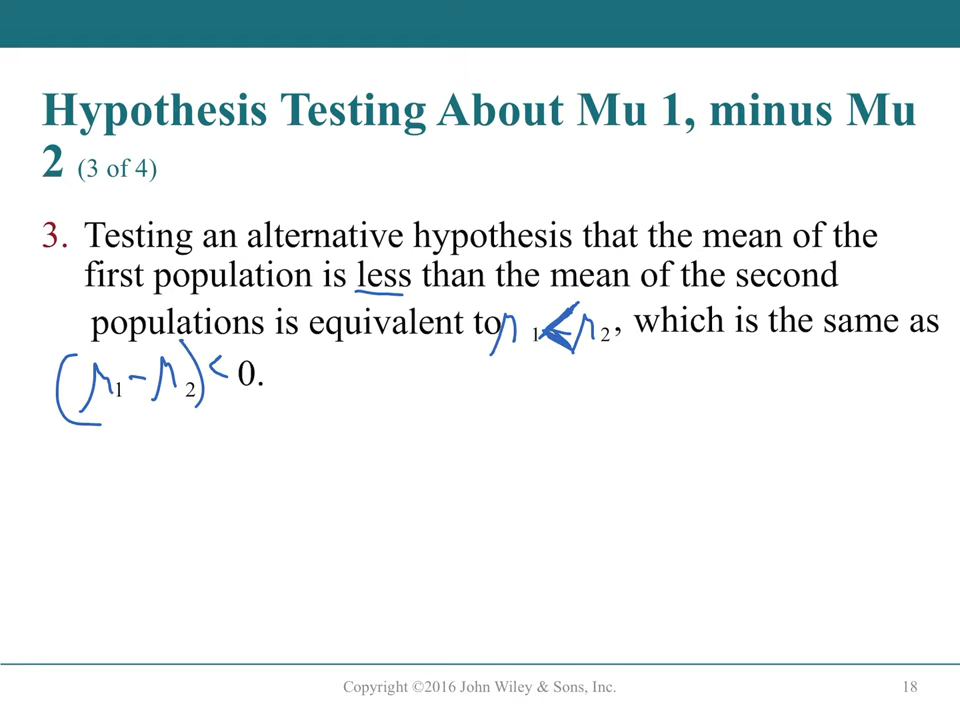 Hypothesis Testing About Mu 1, minus Mu
2 (3 of 4)
3. Testing an alternative hypothesis that the mean of the
first population is less than the mean of the second
populations is equivalent to μ₁ < μ₂, which is the same as
(μ₁ − μ₂) < 0.
Copyright ©2016 John Wiley & Sons, Inc. 18